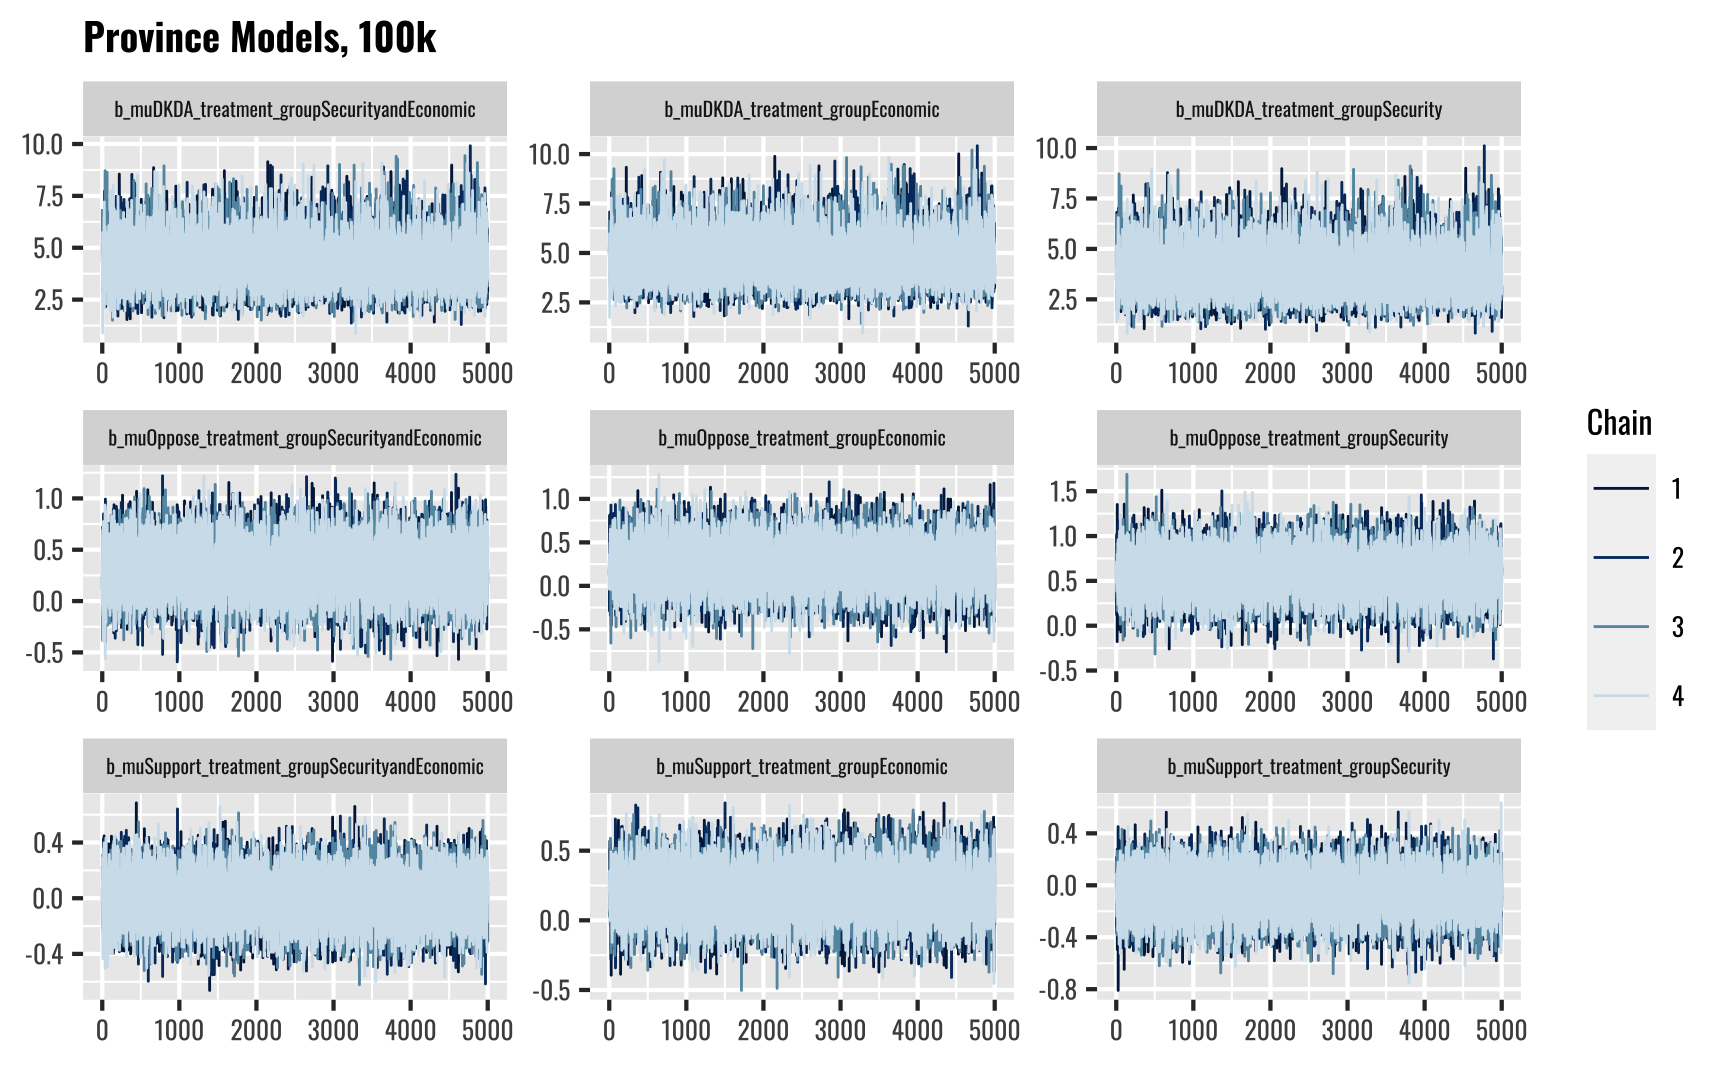 Province Models, 100k
b_muDKDA_treatment_groupSecurityandEconomic
b_muDKDA_treatment_groupEconomic
b_muDKDA_treatment_groupSecurity
10.0
7.5
5.0
2.5
0 1000 2000 3000 4000 5000
10.0
7.5
5.0
2.5
0 1000 2000 3000 4000 5000
10.0
7.5
5.0
2.5
0 1000 2000 3000 4000 5000
b_muOppose_treatment_groupSecurityandEconomic
b_muOppose_treatment_groupEconomic
b_muOppose_treatment_groupSecurity
1.0
0.5
0.0
-0.5
0 1000 2000 3000 4000 5000
1.0
0.5
0.0
-0.5
0 1000 2000 3000 4000 5000
1.5
1.0
0.5
0.0
-0.5
0 1000 2000 3000 4000 5000
b_muSupport_treatment_groupSecurityandEconomic
b_muSupport_treatment_groupEconomic
b_muSupport_treatment_groupSecurity
0.4
0.0
-0.4
0 1000 2000 3000 4000 5000
0.5
0.0
-0.5
0 1000 2000 3000 4000 5000
0.4
0.0
-0.4
-0.8
0 1000 2000 3000 4000 5000
Chain
1
2
3
4